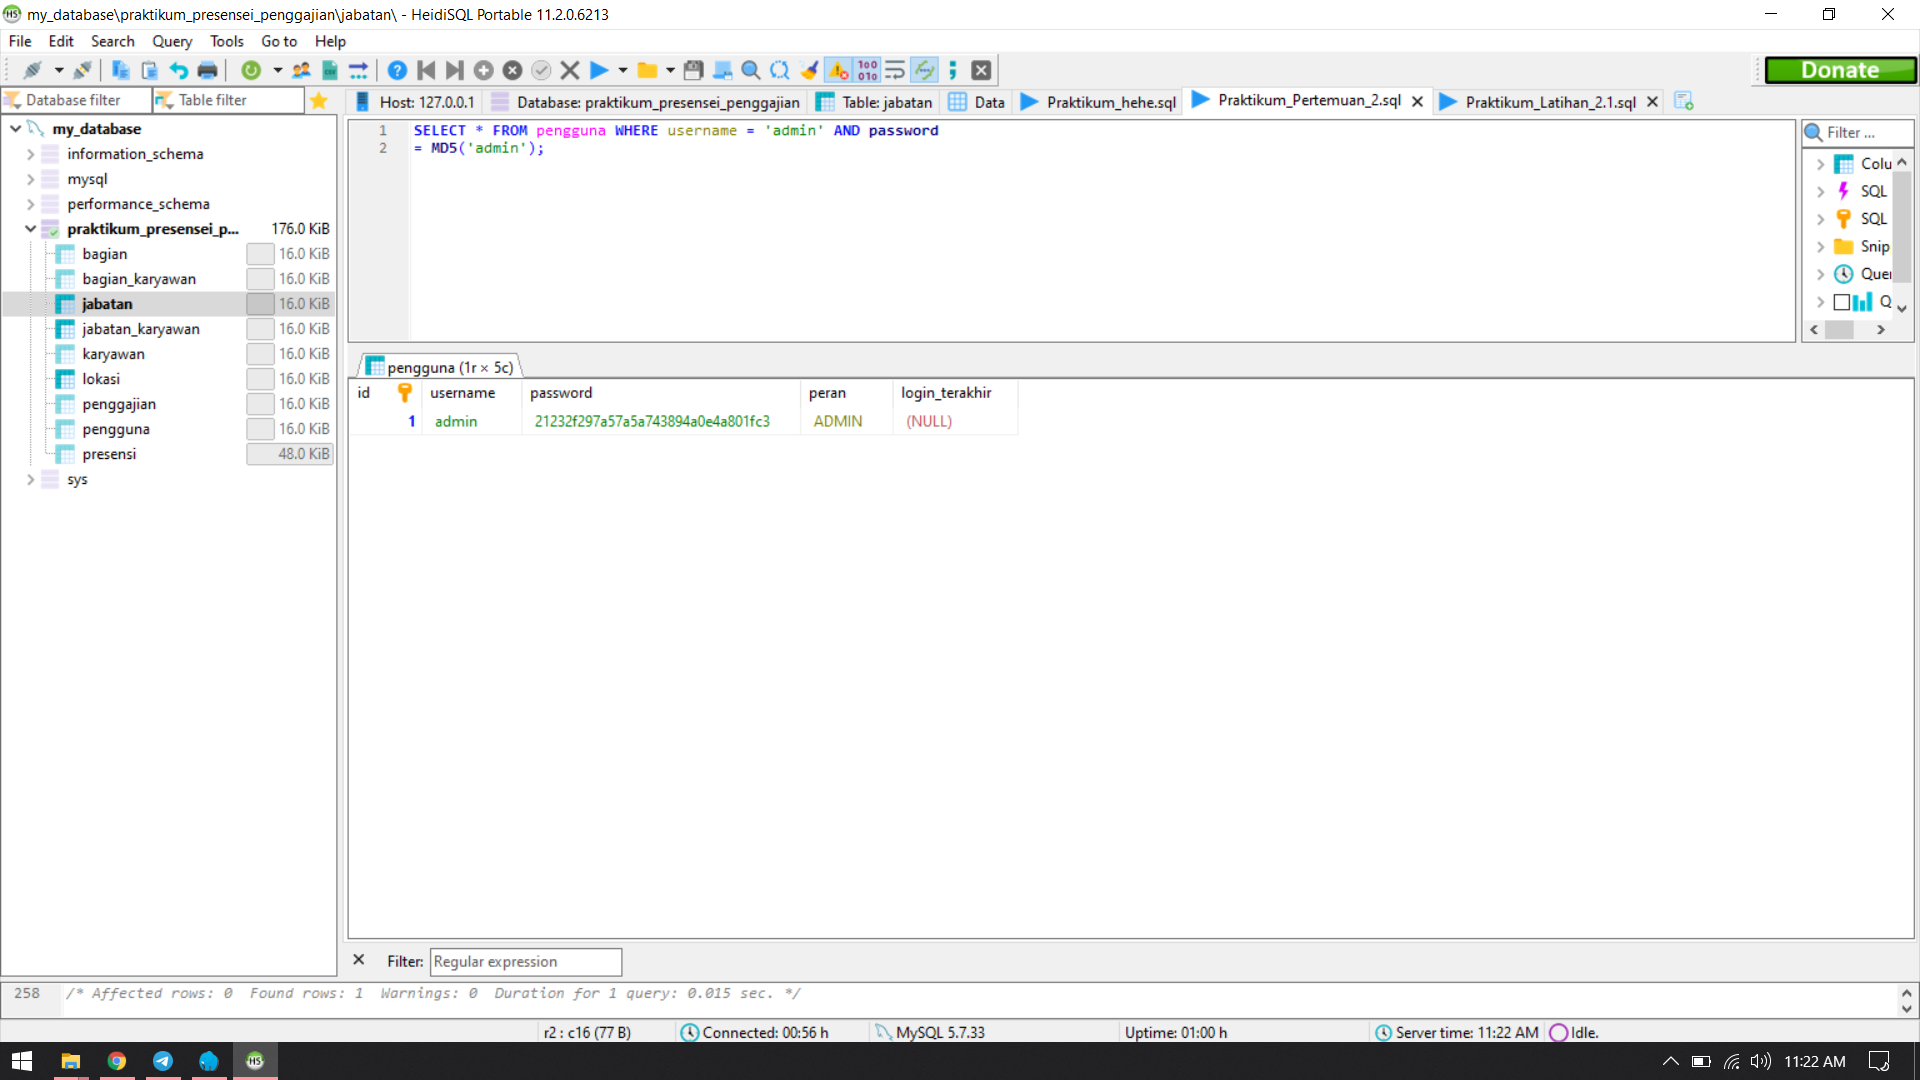 my_database\praktikum_presensei_penggajian\jabatan\ - HeidiSQL Portable 11.2.0.6213
File Edit Search Query Tools Go to Help
Donate
Database filter Table filter
Host: 127.0.0.1 Database: praktikum_presensei_penggajian Table: jabatan Data Praktikum_hehe.sql Praktikum_Pertemuan_2.sql Praktikum_Latihan_2.1.sql
my_database
information_schema
mysql
performance_schema
praktikum_presensei_p... 176.0 KiB
bagian 16.0 KiB
bagian_karyawan 16.0 KiB
jabatan 16.0 KiB
jabatan_karyawan 16.0 KiB
karyawan 16.0 KiB
lokasi 16.0 KiB
penggajian 16.0 KiB
pengguna 16.0 KiB
presensi 48.0 KiB
sys
1 SELECT * FROM pengguna WHERE username = 'admin' AND password
2 = MD5('admin');
Filter ...
Colu
SQL
SQL
Snip
Quer
Q
pengguna (1r × 5c)
id username password peran login_terakhir
1 admin 21232f297a57a5a743894a0e4a801fc3 ADMIN (NULL)
Filter: Regular expression
258 /* Affected rows: 0 Found rows: 1 Warnings: 0 Duration for 1 query: 0.015 sec. */
r2 : c16 (77 B) Connected: 00:56 h MySQL 5.7.33 Uptime: 01:00 h Server time: 11:22 AM Idle.
HS 11:22 AM